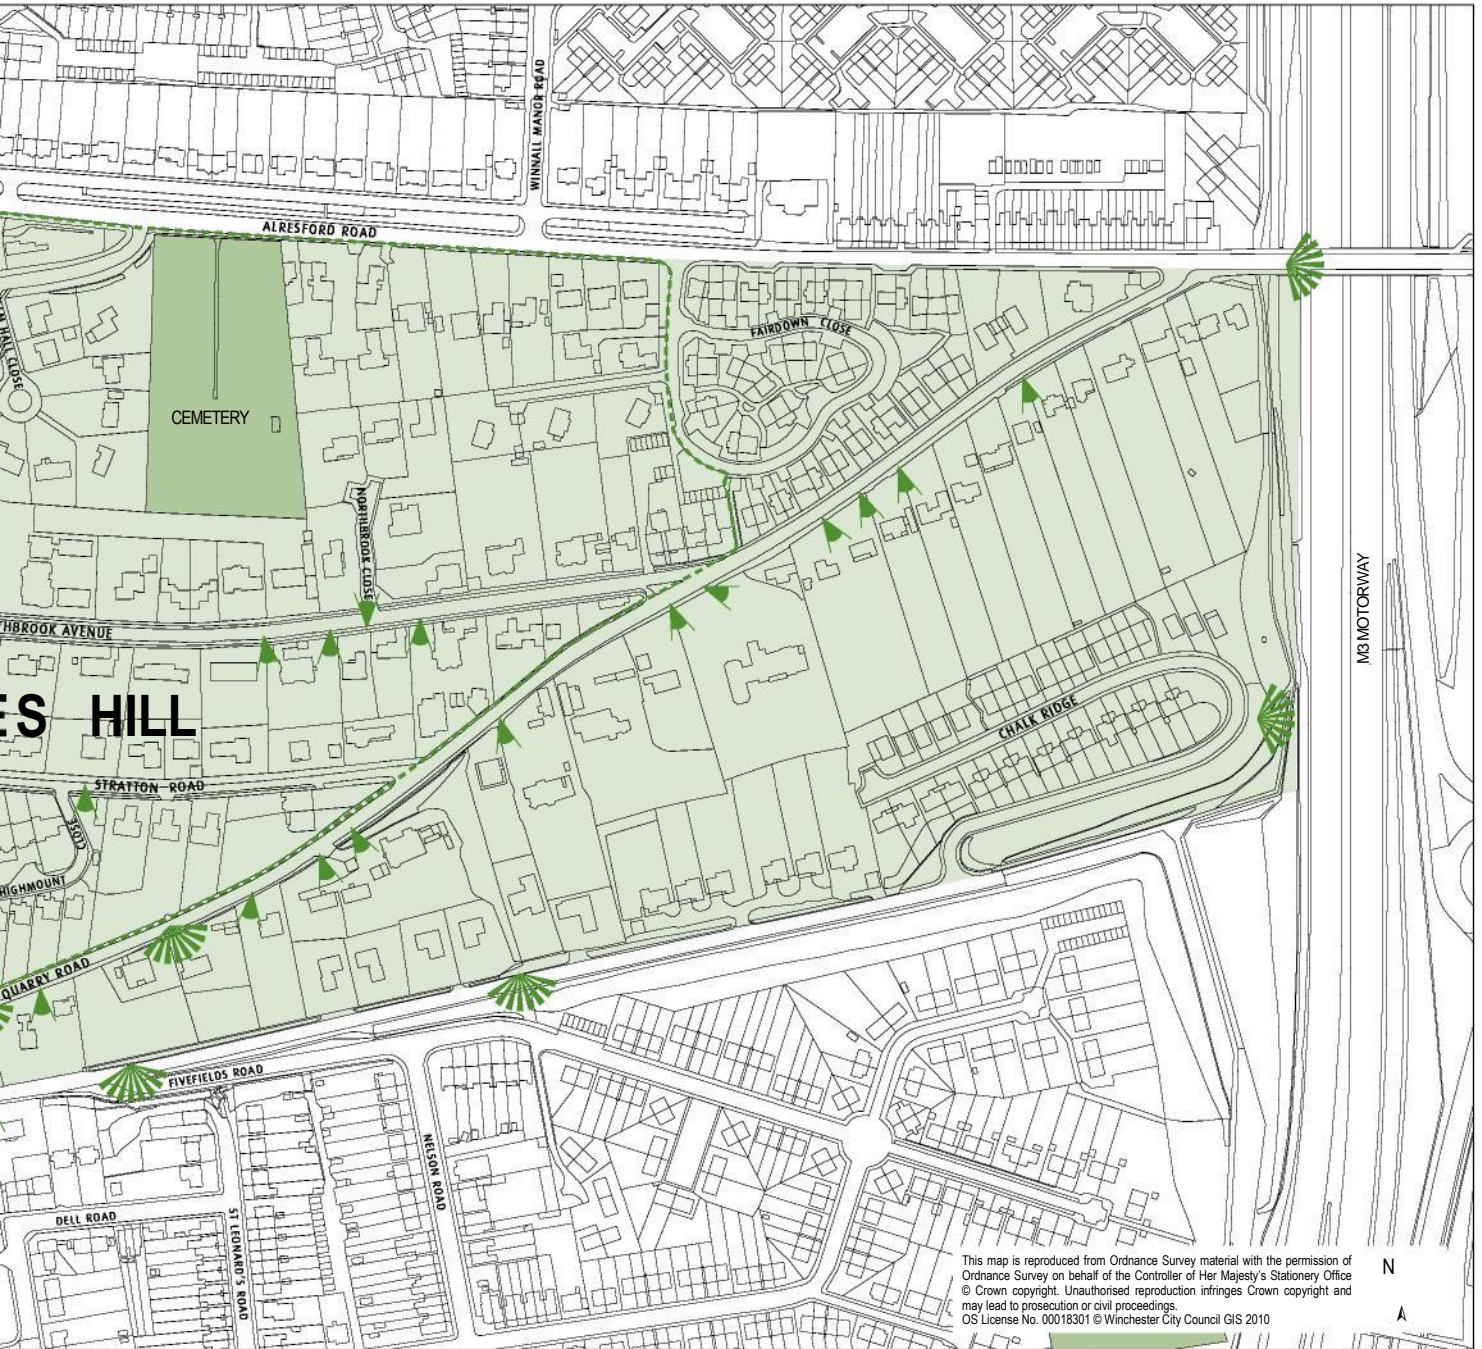 WINNALL MANOR ROAD
ALRESFORD ROAD
FAIRDOWN CLOSE
HALL CLOSE
CEMETERY
NORTHBROOK CLOSE
HBROOK AVENUE
M3 MOTORWAY
ES HILL
CHALK RIDGE
STRATTON ROAD
CLOSE
HIGHMOUNT
QUARRY ROAD
FIVEFIELDS ROAD
NELSON ROAD
DELL ROAD
ST LEONARD'S ROAD
This map is reproduced from Ordnance Survey material with the permission of
Ordnance Survey on behalf of the Controller of Her Majesty's Stationery Office
© Crown copyright. Unauthorised reproduction infringes Crown copyright and
may lead to prosecution or civil proceedings.
OS License No. 00018301 © Winchester City Council GIS 2010
N